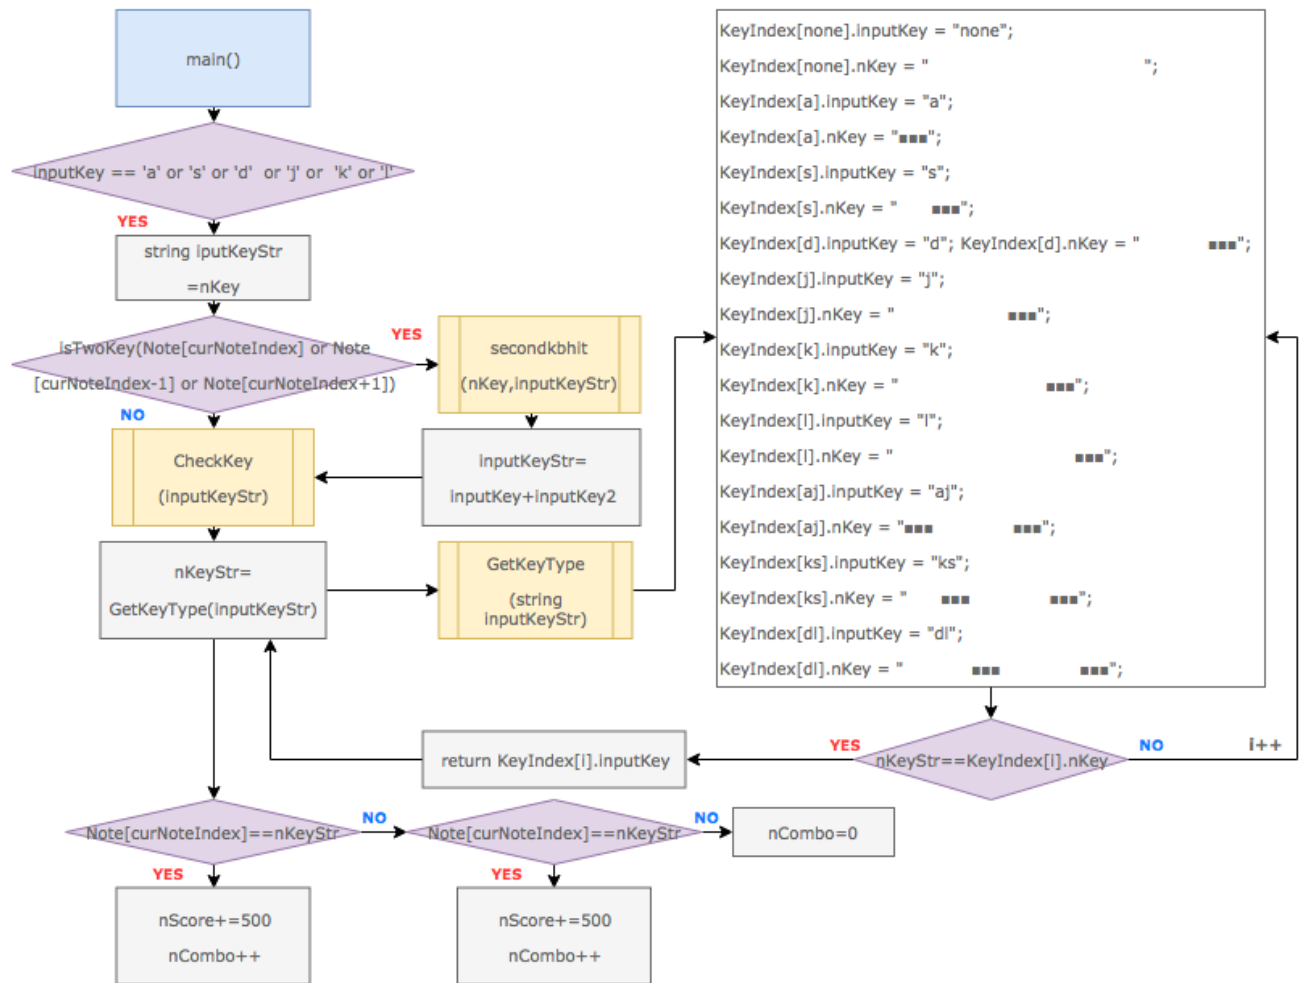 main()
inputKey == 'a' or 's' or 'd'  or 'j' or  'k' or 'l'
YES
string iputKeyStr
=nKey
isTwoKey(Note[curNoteIndex] or Note
[curNoteIndex-1] or Note[curNoteIndex+1])
YES
NO
secondkbhit
(nKey,inputKeyStr)
inputKeyStr=
inputKey+inputKey2
CheckKey
(inputKeyStr)
nKeyStr=
GetKeyType(inputKeyStr)
GetKeyType
(string
inputKeyStr)
KeyIndex[none].inputKey = "none";
KeyIndex[none].nKey = "                              ";
KeyIndex[a].inputKey = "a";
KeyIndex[a].nKey = "■■■";
KeyIndex[s].inputKey = "s";
KeyIndex[s].nKey = "     ■■■";
KeyIndex[d].inputKey = "d"; KeyIndex[d].nKey = "          ■■■";
KeyIndex[j].inputKey = "j";
KeyIndex[j].nKey = "                ■■■";
KeyIndex[k].inputKey = "k";
KeyIndex[k].nKey = "                     ■■■";
KeyIndex[l].inputKey = "l";
KeyIndex[l].nKey = "                          ■■■";
KeyIndex[aj].inputKey = "aj";
KeyIndex[aj].nKey = "■■■           ■■■";
KeyIndex[ks].inputKey = "ks";
KeyIndex[ks].nKey = "     ■■■           ■■■";
KeyIndex[dl].inputKey = "dl";
KeyIndex[dl].nKey = "          ■■■           ■■■";
nKeyStr==KeyIndex[i].nKey
YES
NO
i++
return KeyIndex[i].inputKey
Note[curNoteIndex]==nKeyStr
NO
Note[curNoteIndex]==nKeyStr
NO
nCombo=0
YES
nScore+=500
nCombo++
YES
nScore+=500
nCombo++